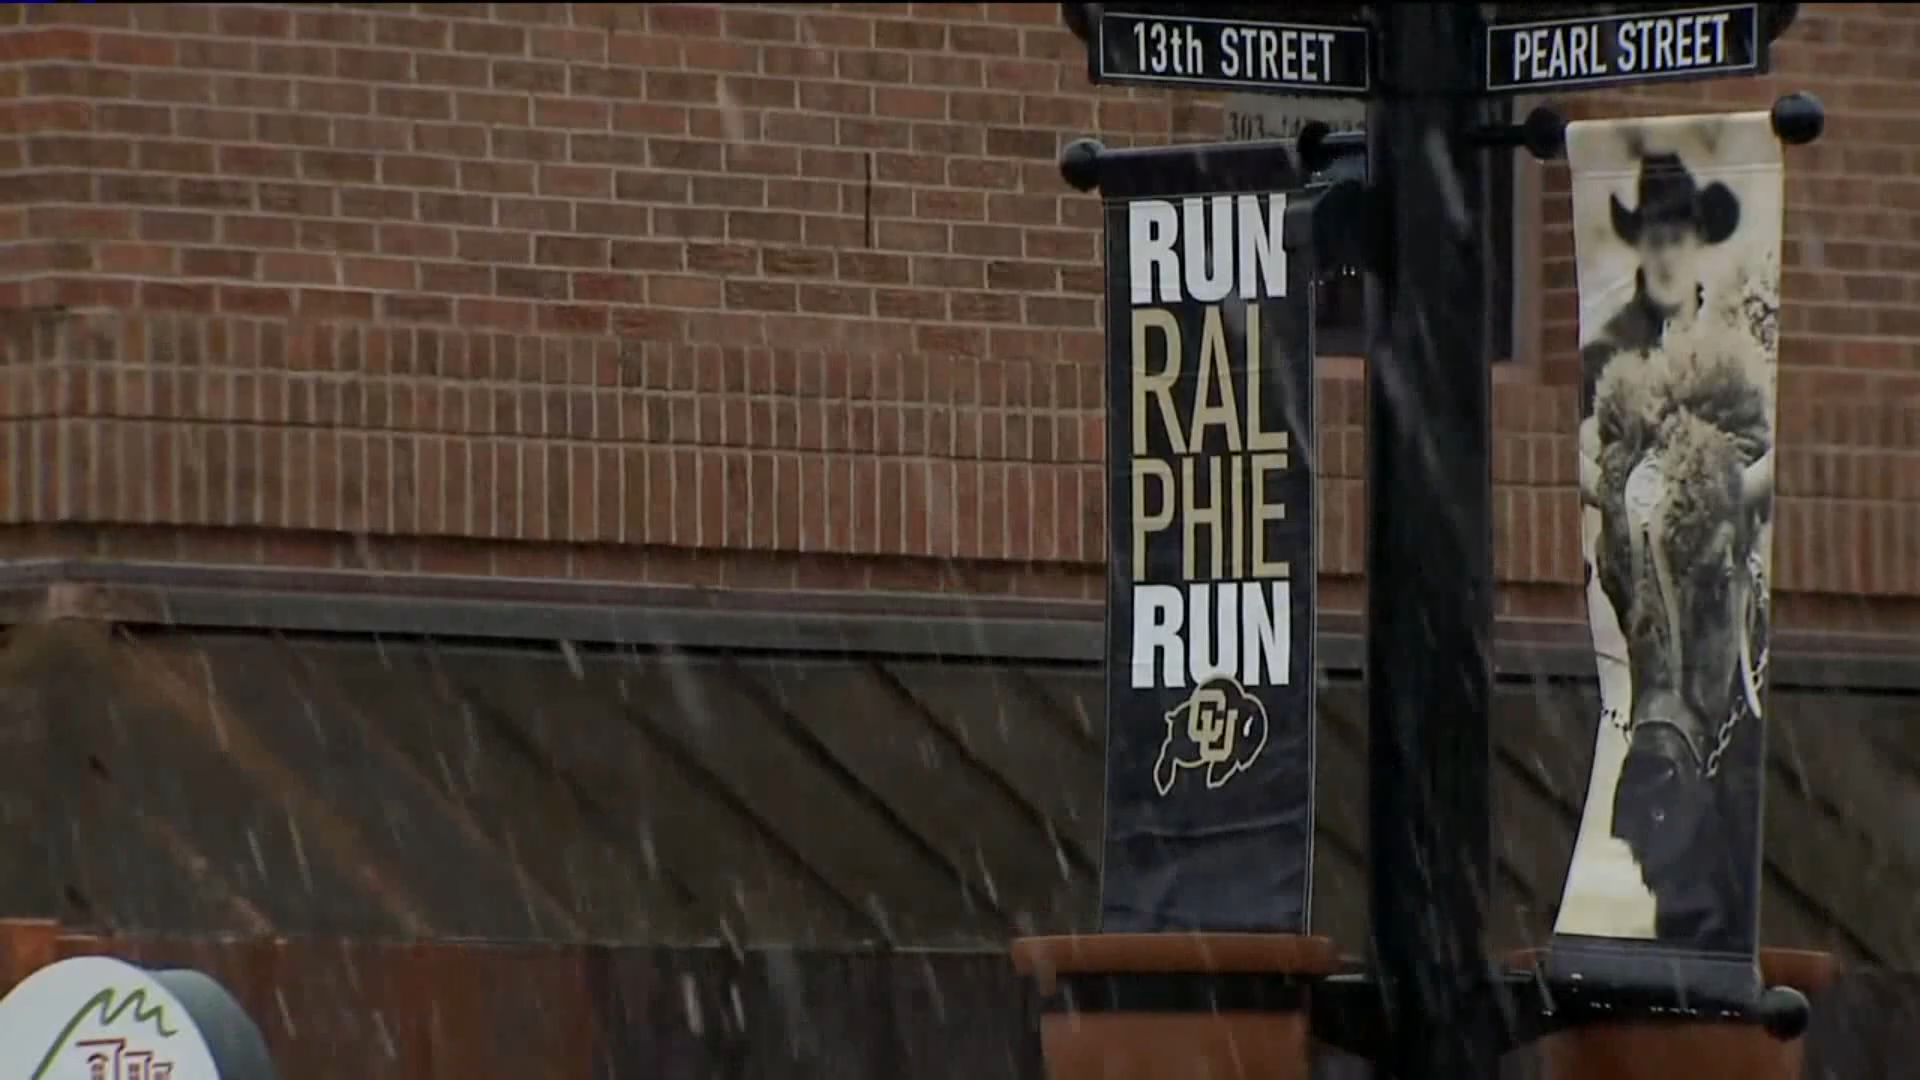 13th STREET
PEARL STREET
RUN
RAL
PHIE
RUN
CU